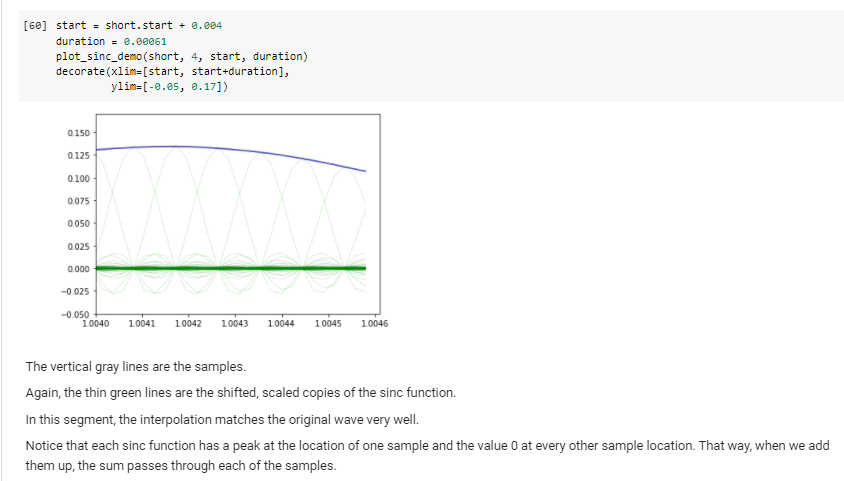 [60] start = short.start + 0.004
duration = 0.00061
plot_sinc_demo(short, 4, start, duration)
decorate(xlim=[start, start+duration],
ylim=[-0.05, 0.17])
0.150
0.125
0.100
0.075
0.050
0.025
0.000
−0.025
−0.050
1.0040 1.0041 1.0042 1.0043 1.0044 1.0045 1.0046
The vertical gray lines are the samples.
Again, the thin green lines are the shifted, scaled copies of the sinc function.
In this segment, the interpolation matches the original wave very well.
Notice that each sinc function has a peak at the location of one sample and the value 0 at every other sample location. That way, when we add
them up, the sum passes through each of the samples.